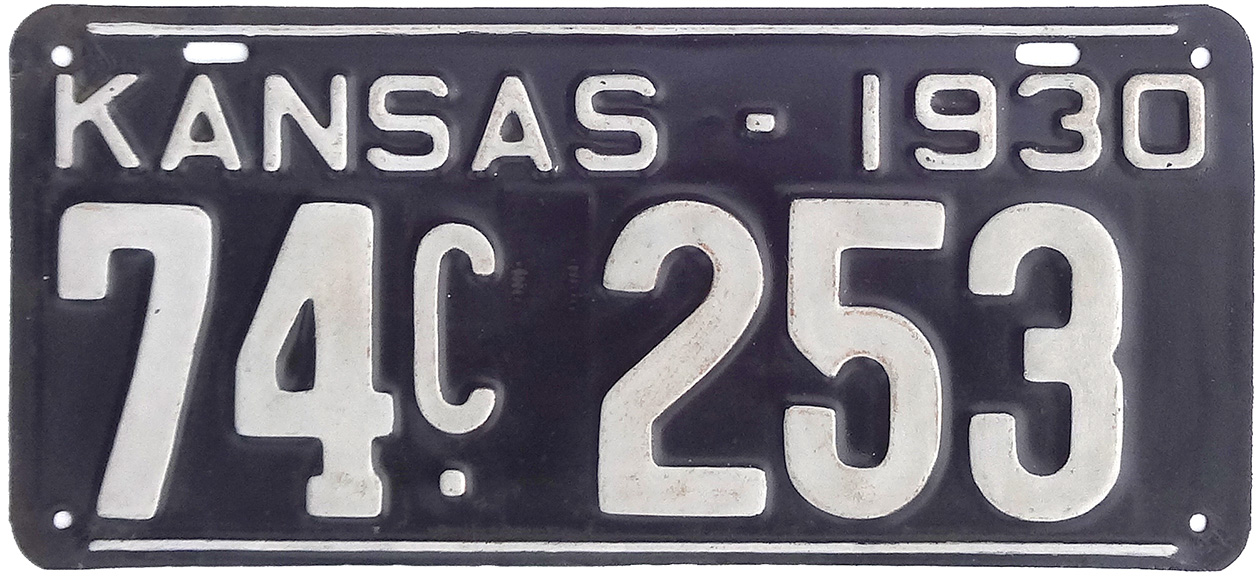 KANSAS - 1930
74C. 253